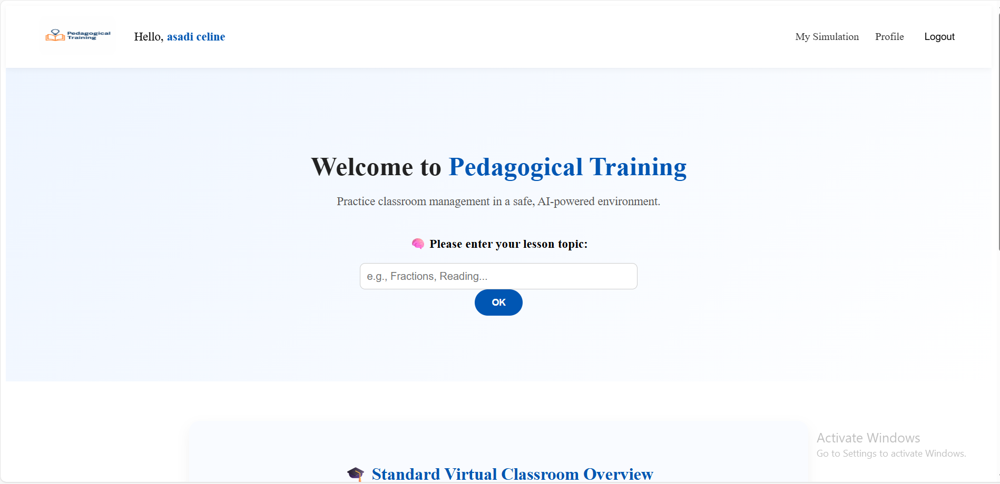 Pedagogical
Training
Hello, asadi celine
My Simulation
Profile
Logout
Welcome to Pedagogical Training
Practice classroom management in a safe, AI-powered environment.
🧠 Please enter your lesson topic:
e.g., Fractions, Reading...
OK
🎓 Standard Virtual Classroom Overview
Activate Windows
Go to Settings to activate Windows.